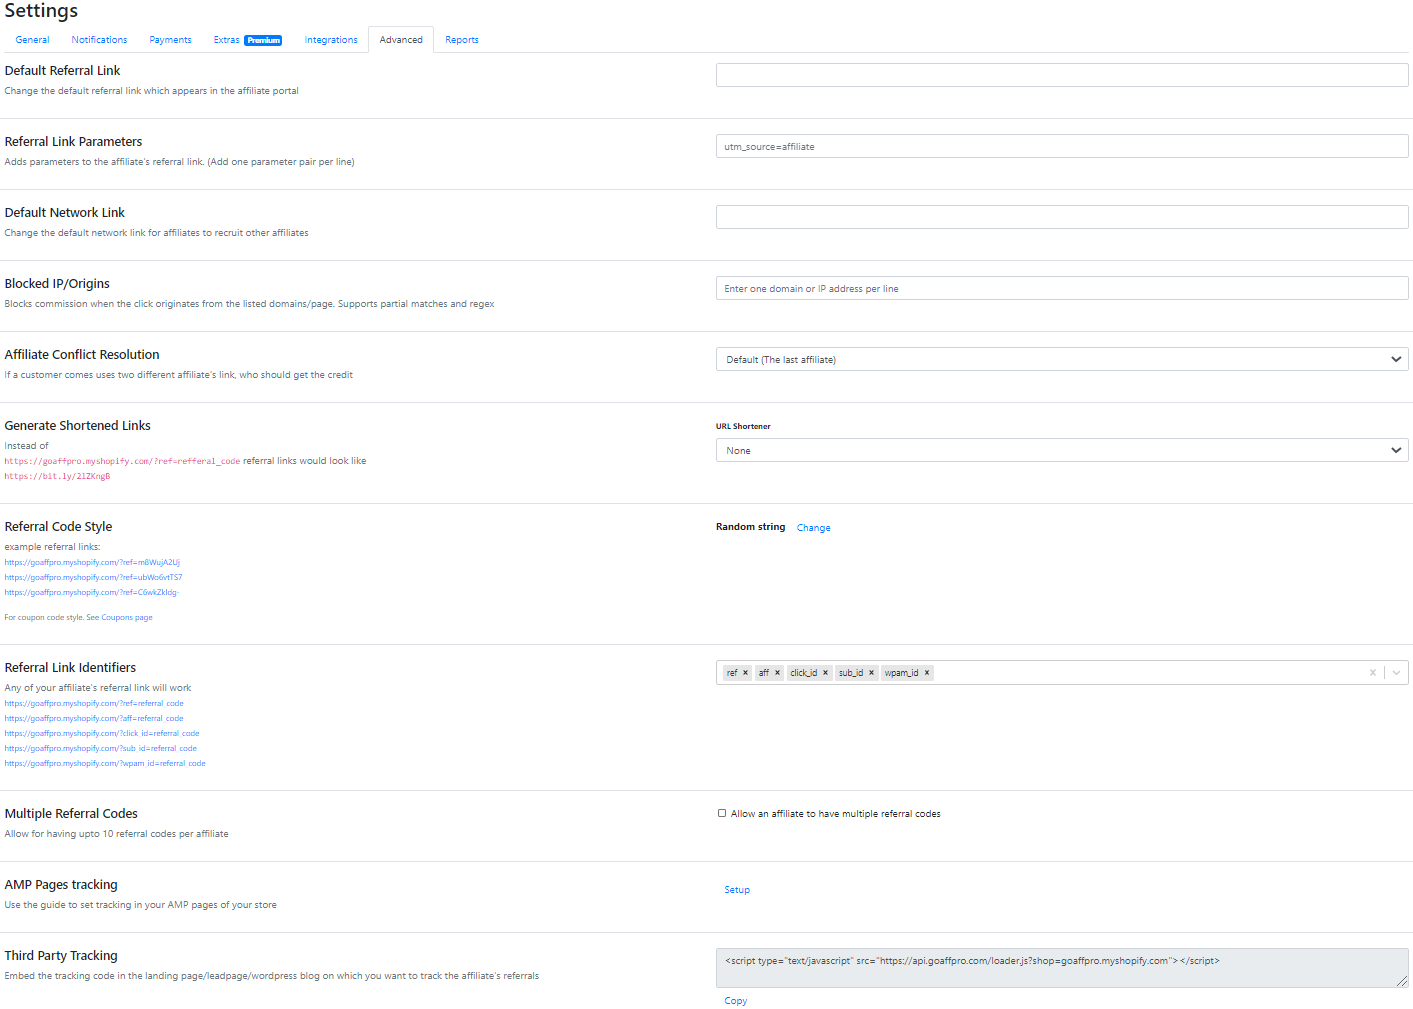 Settings
General Notifications Payments Extras Premium Integrations Advanced Reports
Default Referral Link
Change the default referral link which appears in the affiliate portal
Referral Link Parameters
Adds parameters to the affiliate's referral link. (Add one parameter pair per line)
utm_source=affiliate
Default Network Link
Change the default network link for affiliates to recruit other affiliates
Blocked IP/Origins
Blocks commission when the click originates from the listed domains/page. Supports partial matches and regex
Enter one domain or IP address per line
Affiliate Conflict Resolution
If a customer comes uses two different affiliate's link, who should get the credit
Default (The last affiliate)
Generate Shortened Links
Instead of
https://goaffpro.myshopify.com/?ref=refferal_code referral links would look like
https://bit.ly/2lZKngB
URL Shortener
None
Referral Code Style
example referral links:
https://goaffpro.myshopify.com/?ref=m8WujA2Uj
https://goaffpro.myshopify.com/?ref=ubWo6vtTS7
https://goaffpro.myshopify.com/?ref=C6wkZkldg-
For coupon code style. See Coupons page
Random string Change
Referral Link Identifiers
Any of your affiliate's referral link will work
https://goaffpro.myshopify.com/?ref=referral_code
https://goaffpro.myshopify.com/?aff=referral_code
https://goaffpro.myshopify.com/?click_id=referral_code
https://goaffpro.myshopify.com/?sub_id=referral_code
https://goaffpro.myshopify.com/?wpam_id=referral_code
ref × aff × click_id × sub_id × wpam_id ×
Multiple Referral Codes
Allow for having upto 10 referral codes per affiliate
Allow an affiliate to have multiple referral codes
AMP Pages tracking
Use the guide to set tracking in your AMP pages of your store
Setup
Third Party Tracking
Embed the tracking code in the landing page/leadpage/wordpress blog on which you want to track the affiliate's referrals
<script type="text/javascript" src="https://api.goaffpro.com/loader.js?shop=goaffpro.myshopify.com"></script>
Copy